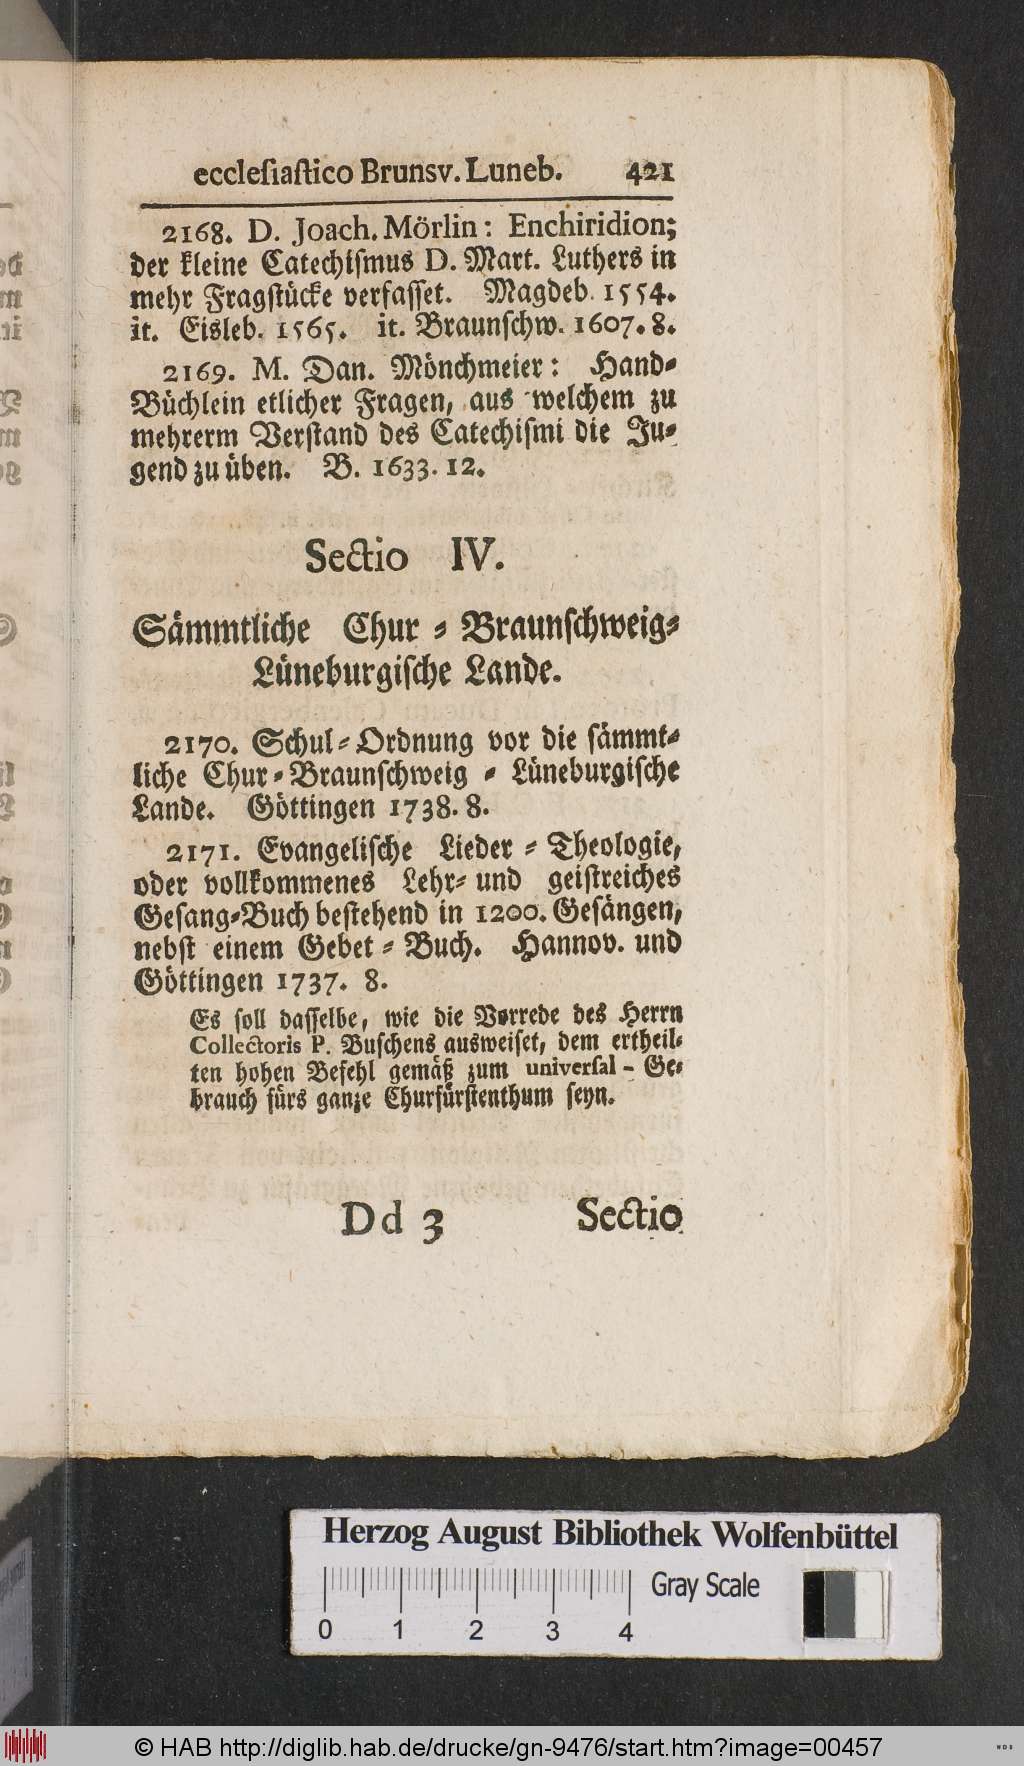 ecclesiastico Brunsv. Luneb. 421
2168. D. Joach. Mörlin: Enchiridion;
der kleine Catechismus D. Mart. Luthers in
mehr Fragstücke verfasset. Magdeb. 1554.
it. Eisleb. 1565. it. Braunschw. 1607. 8.
2169. M. Dan. Mönchmeier: Hand-
Büchlein etlicher Fragen, aus welchem zu
mehrerm Verstand des Catechismi die Ju-
gend zu üben. B. 1633. 12.
Sectio IV.
Sämmtliche Chur-Braunschweig-
Lüneburgische Lande.
2170. Schul-Ordnung vor die sämmt-
liche Chur-Braunschweig-Lüneburgische
Lande. Göttingen 1738. 8.
2171. Evangelische Lieder-Theologie,
oder vollkommenes Lehr- und geistreiches
Gesang-Buch bestehend in 1200. Gesängen,
nebst einem Gebet-Buch. Hannov. und
Göttingen 1737. 8.
Es soll dasselbe, wie die Vorrede des Herrn
Collectoris P. Buschens ausweiset, dem ertheil-
ten hohen Befehl gemäß zum universal-Ge-
brauch fürs ganze Churfürstenthum seyn.
Dd 3 Sectio
Herzog August Bibliothek Wolfenbüttel
Gray Scale
0 1 2 3 4
© HAB http://diglib.hab.de/drucke/gn-9476/start.htm?image=00457